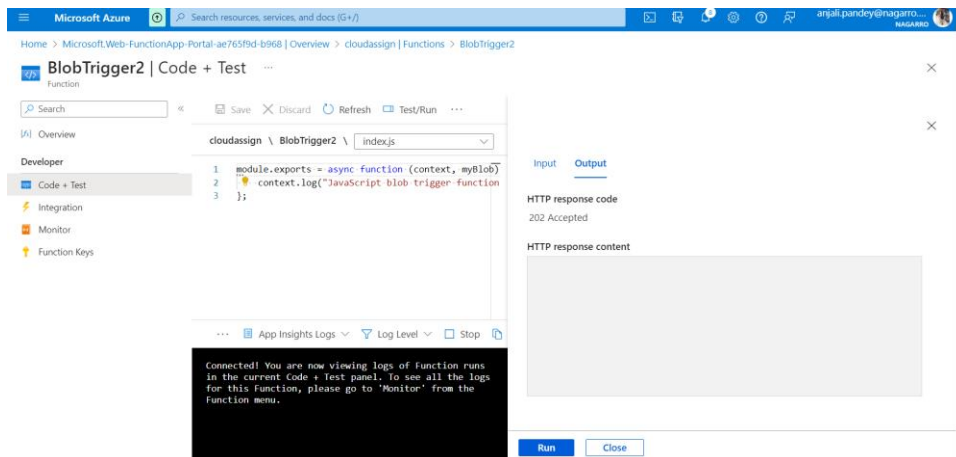 Microsoft Azure
Search resources, services, and docs (G+/)
anjali.pandey@nagarro....
NAGARRO
Home > Microsoft.Web-FunctionApp-Portal-ae765f9d-b968 | Overview > cloudassign | Functions > BlobTrigger2
BlobTrigger2 | Code + Test ...
Function
Search
«
Save Discard Refresh Test/Run ...
Overview
cloudassign \ BlobTrigger2 \ index.js
Developer
Code + Test
Integration
Monitor
Function Keys
1 module.exports = async function (context, myBlob)
2 context.log("JavaScript blob trigger function
3 };
... App Insights Logs Log Level Stop
Connected! You are now viewing logs of Function runs
in the current Code + Test panel. To see all the logs
for this Function, please go to 'Monitor' from the
Function menu.
Input Output
HTTP response code
202 Accepted
HTTP response content
Run Close